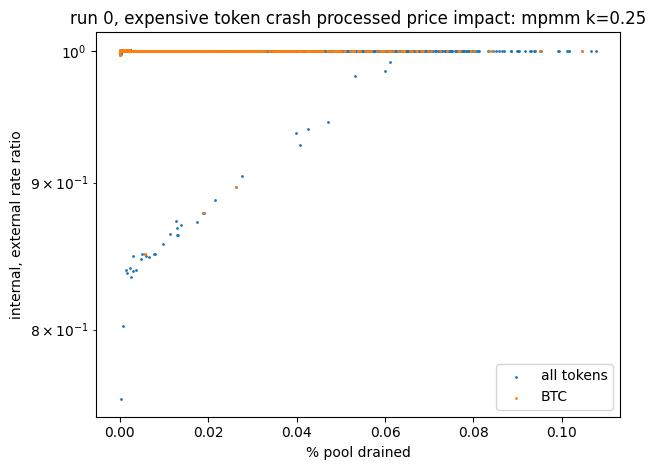 run 0, expensive token crash processed price impact: mpmm k=0.25
internal, external rate ratio
10⁰
9 × 10⁻¹
8 × 10⁻¹
0.00 0.02 0.04 0.06 0.08 0.10
% pool drained
all tokens
BTC